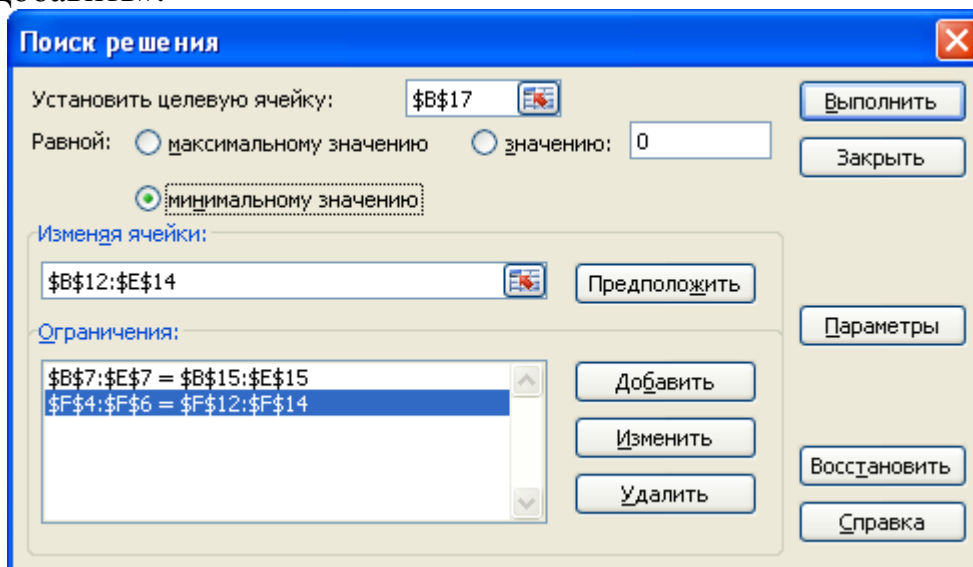 Поиск решения
Установить целевую ячейку: $B$17
Равной: максимальному значению значению: 0
минимальному значению
Изменяя ячейки:
$B$12:$E$14
Предположить
Ограничения:
$B$7:$E$7 = $B$15:$E$15
$F$4:$F$6 = $F$12:$F$14
Добавить
Изменить
Удалить
Выполнить
Закрыть
Параметры
Восстановить
Справка